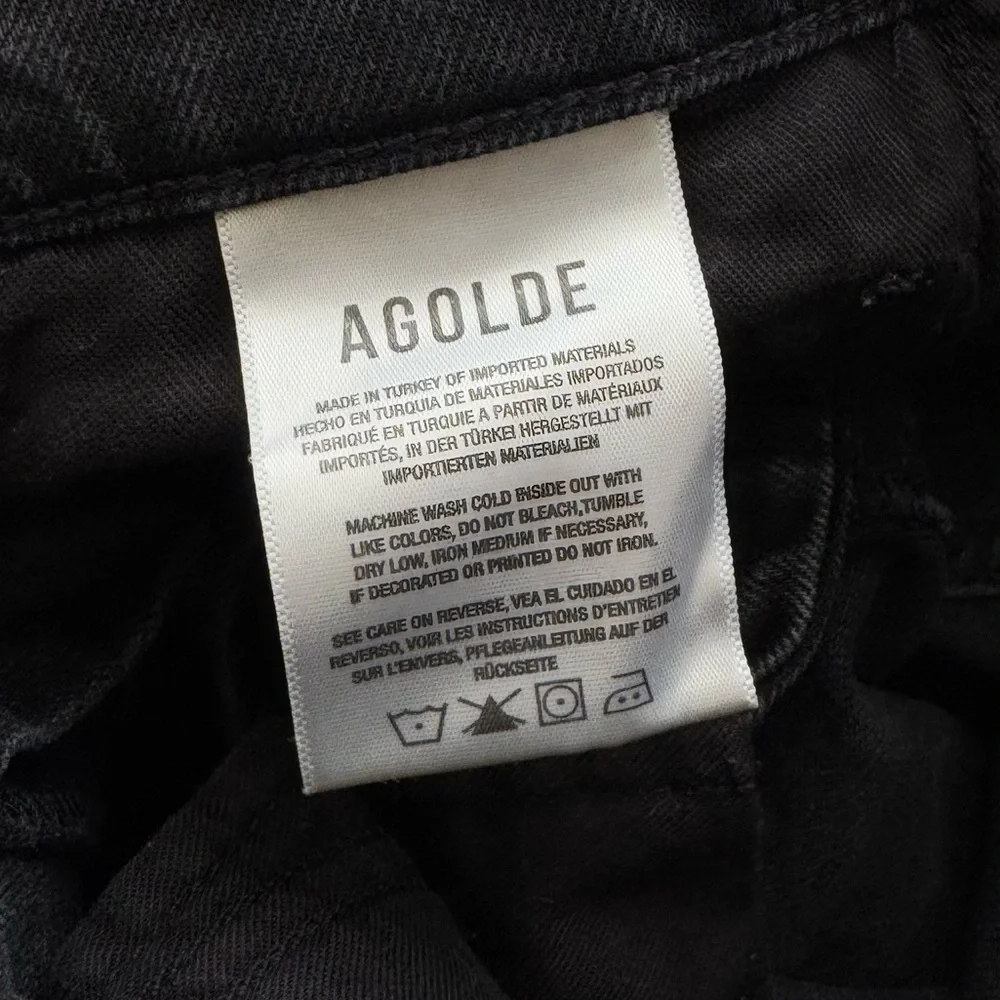 AGOLDE
MADE IN TURKEY OF IMPORTED MATERIALS
HECHO EN TURQUIA DE MATERIALES IMPORTADOS
FABRIQUÉ EN TURQUIE A PARTIR DE MATÉRIAUX
IMPORTÉS, IN DER TÜRKEI HERGESTELLT MIT
IMPORTIERTEN MATERIALIEN
MACHINE WASH COLD INSIDE OUT WITH
LIKE COLORS, DO NOT BLEACH,TUMBLE
DRY LOW, IRON MEDIUM IF NECESSARY,
IF DECORATED OR PRINTED DO NOT IRON.
SEE CARE ON REVERSE, VEA EL CUIDADO EN EL
REVERSO, VOIR LES INSTRUCTIONS D'ENTRETIEN
SUR L'ENVERS, PFLEGEANLEITUNG AUF DER
RÜCKSEITE